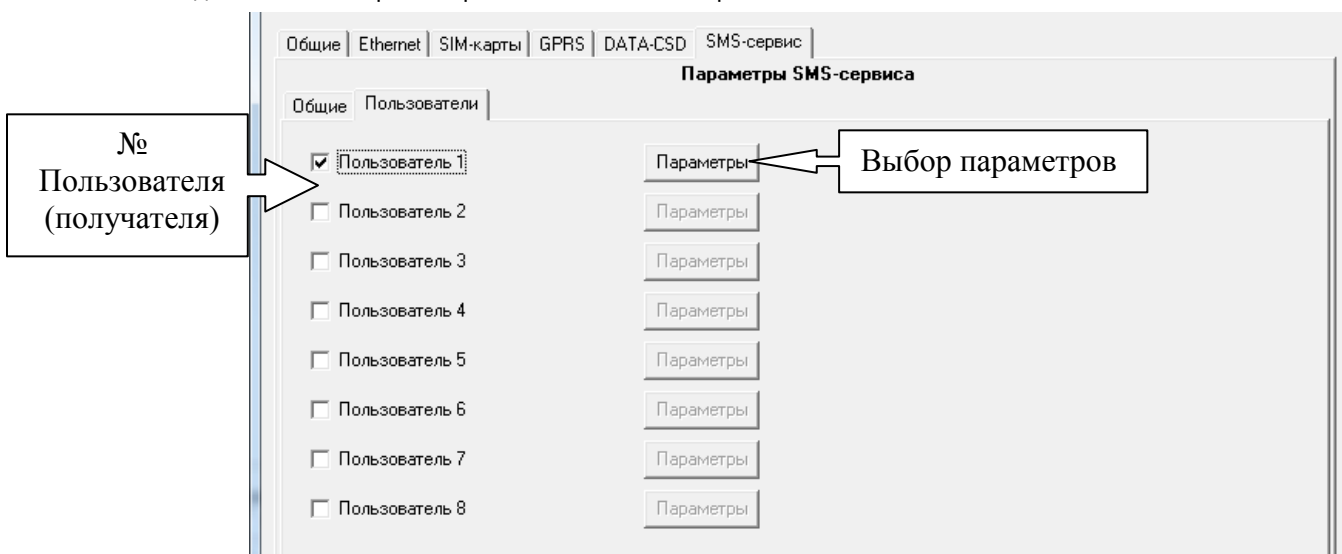 Общие Ethernet SIM-карты GPRS DATA-CSD SMS-сервис
Параметры SMS-сервиса
Общие Пользователи
№
Пользователя
(получателя)
Пользователь 1 Параметры
Выбор параметров
Пользователь 2 Параметры
Пользователь 3 Параметры
Пользователь 4 Параметры
Пользователь 5 Параметры
Пользователь 6 Параметры
Пользователь 7 Параметры
Пользователь 8 Параметры